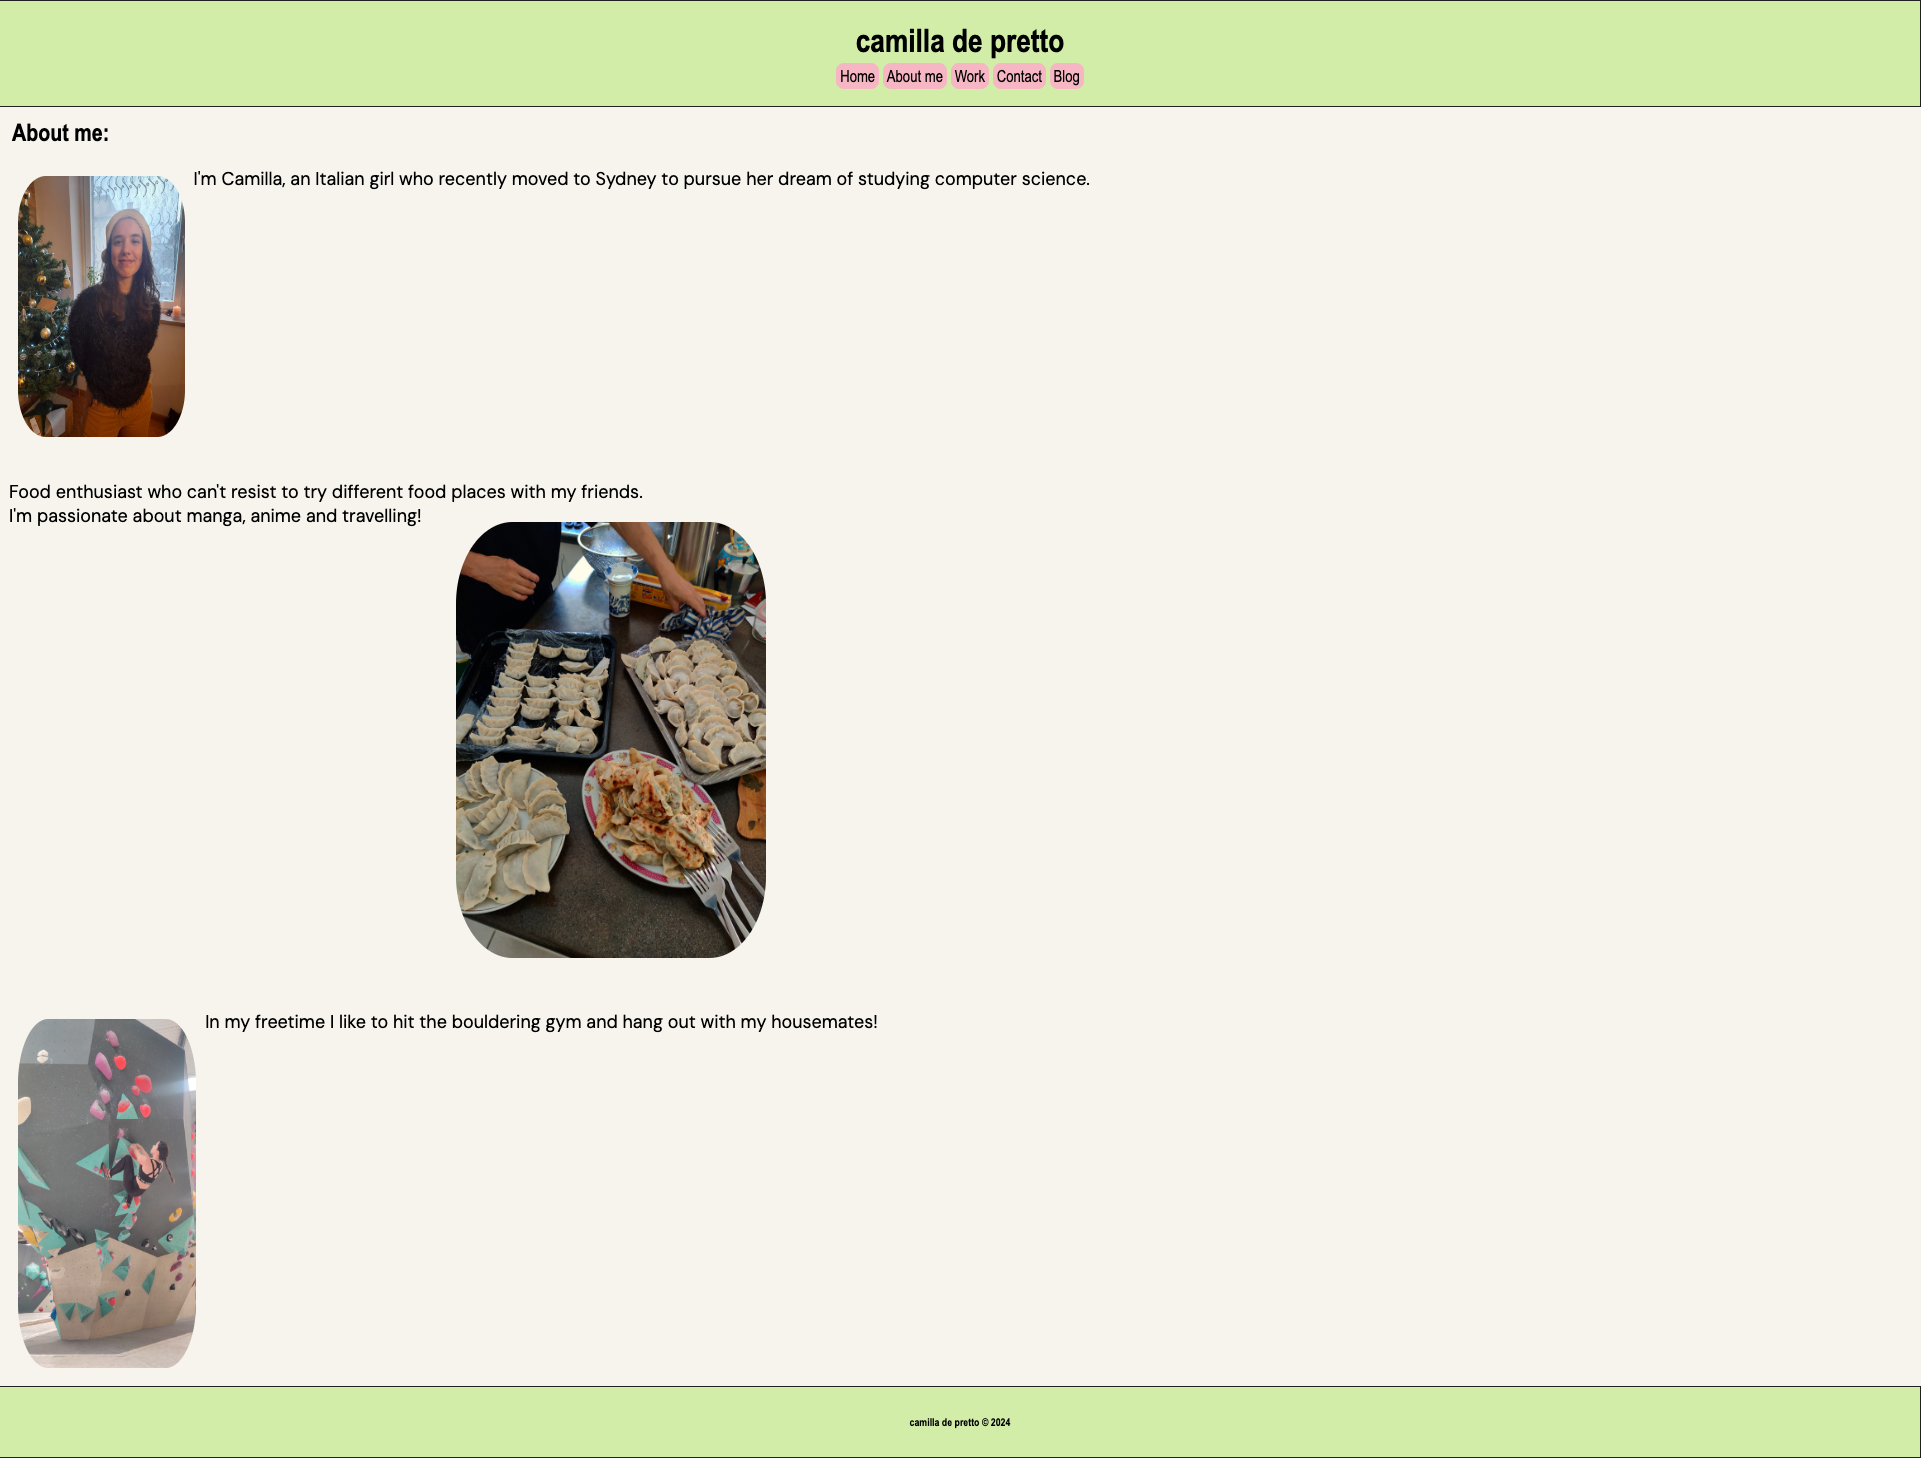 camilla de pretto
Home About me Work Contact Blog
About me:
I'm Camilla, an Italian girl who recently moved to Sydney to pursue her dream of studying computer science.
Food enthusiast who can't resist to try different food places with my friends.
I'm passionate about manga, anime and travelling!
In my freetime I like to hit the bouldering gym and hang out with my housemates!
camilla de pretto © 2024